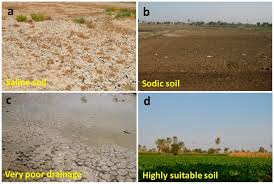 a
Saline soil
b
Sodic soil
c
Very poor drainage
d
Highly suitable soil